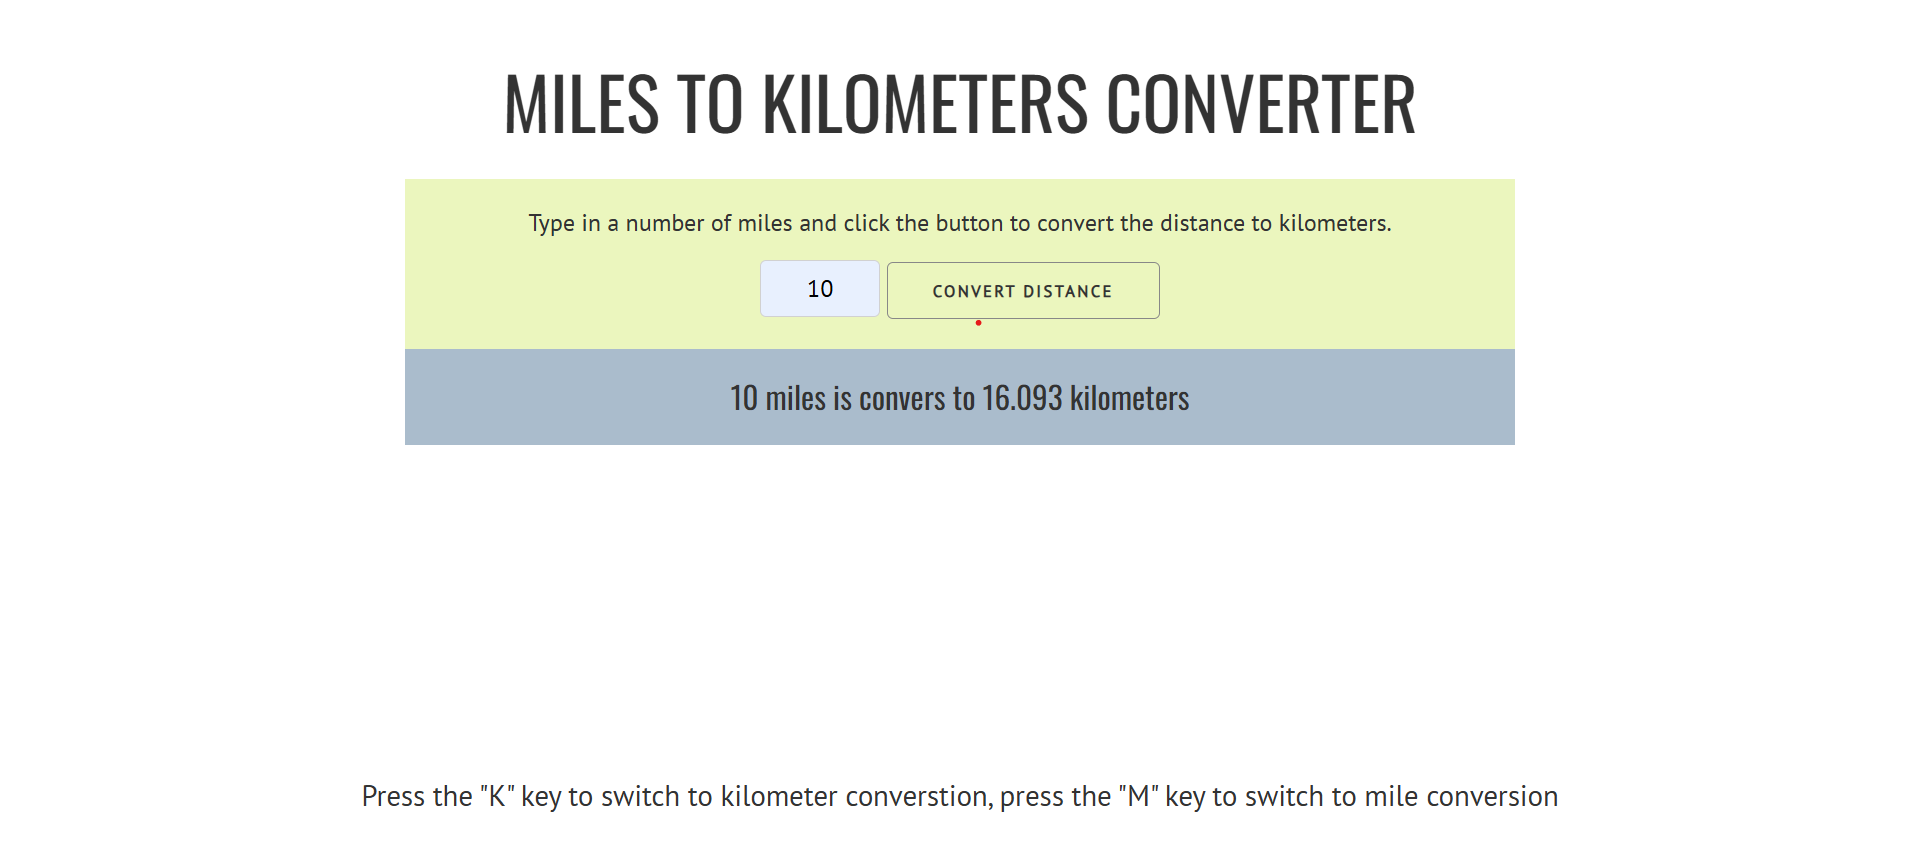 MILES TO KILOMETERS CONVERTER
Type in a number of miles and click the button to convert the distance to kilometers.
10 CONVERT DISTANCE
10 miles is convers to 16.093 kilometers
Press the "K" key to switch to kilometer converstion, press the "M" key to switch to mile conversion